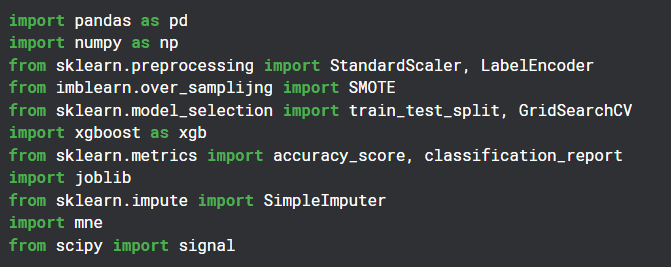 import pandas as pd
import numpy as np
from sklearn.preprocessing import StandardScaler, LabelEncoder
from imblearn.over_samplijng import SMOTE
from sklearn.model_selection import train_test_split, GridSearchCV
import xgboost as xgb
from sklearn.metrics import accuracy_score, classification_report
import joblib
from sklearn.impute import SimpleImputer
import mne
from scipy import signal